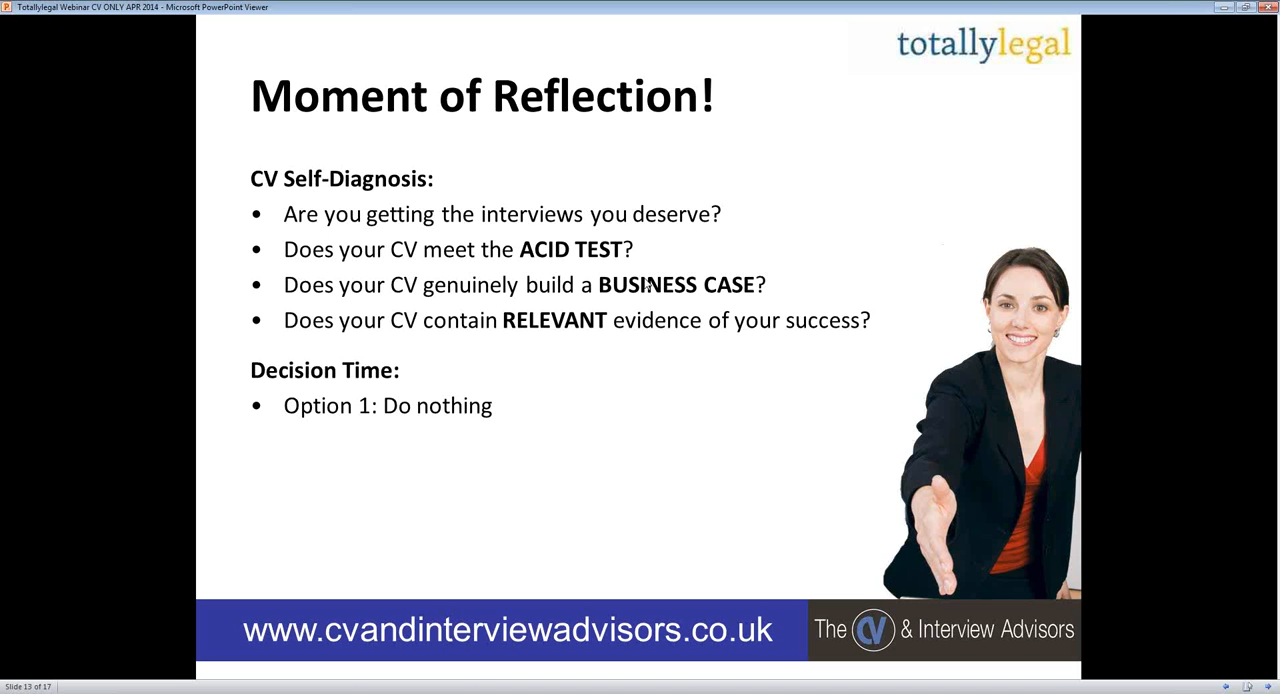 Totallylegal Webinar CV ONLY APR 2014 - Microsoft PowerPoint Viewer
totallylegal
Moment of Reflection!
CV Self-Diagnosis:
• Are you getting the interviews you deserve?
• Does your CV meet the ACID TEST?
• Does your CV genuinely build a BUSINESS CASE?
• Does your CV contain RELEVANT evidence of your success?
Decision Time:
• Option 1: Do nothing
www.cvandinterviewadvisors.co.uk
The CV & Interview Advisors
Slide 13 of 17